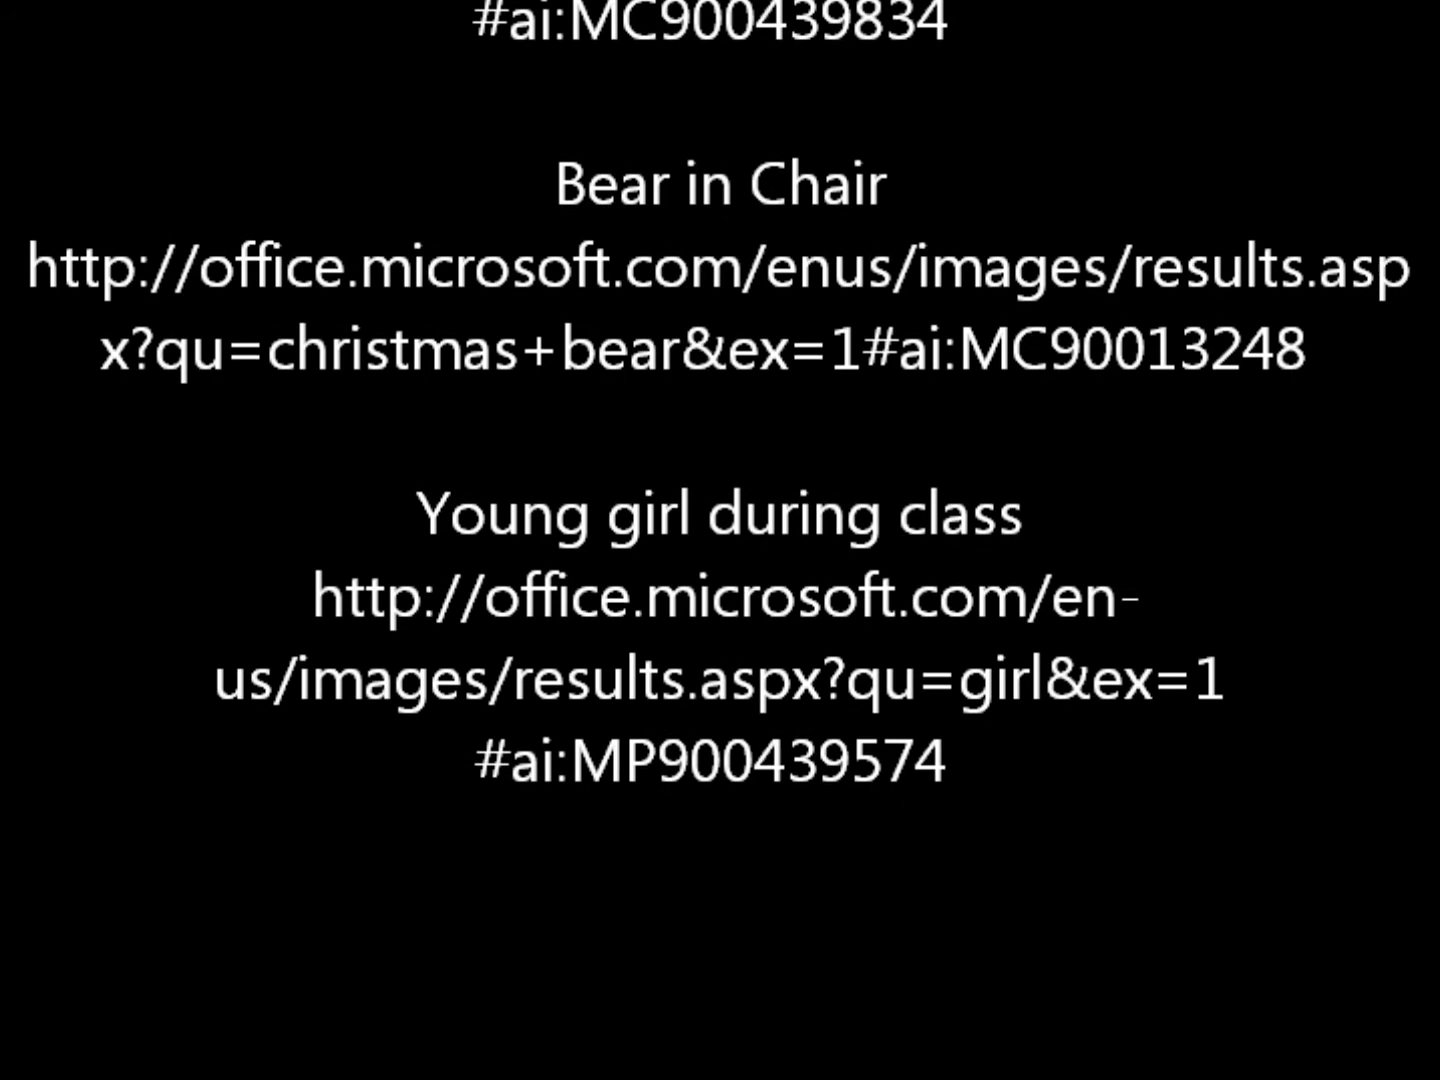 #ai:MC900439834
Bear in Chair
http://office.microsoft.com/enus/images/results.asp
x?qu=christmas+bear&ex=1#ai:MC90013248
Young girl during class
http://office.microsoft.com/en-
us/images/results.aspx?qu=girl&ex=1
#ai:MP900439574